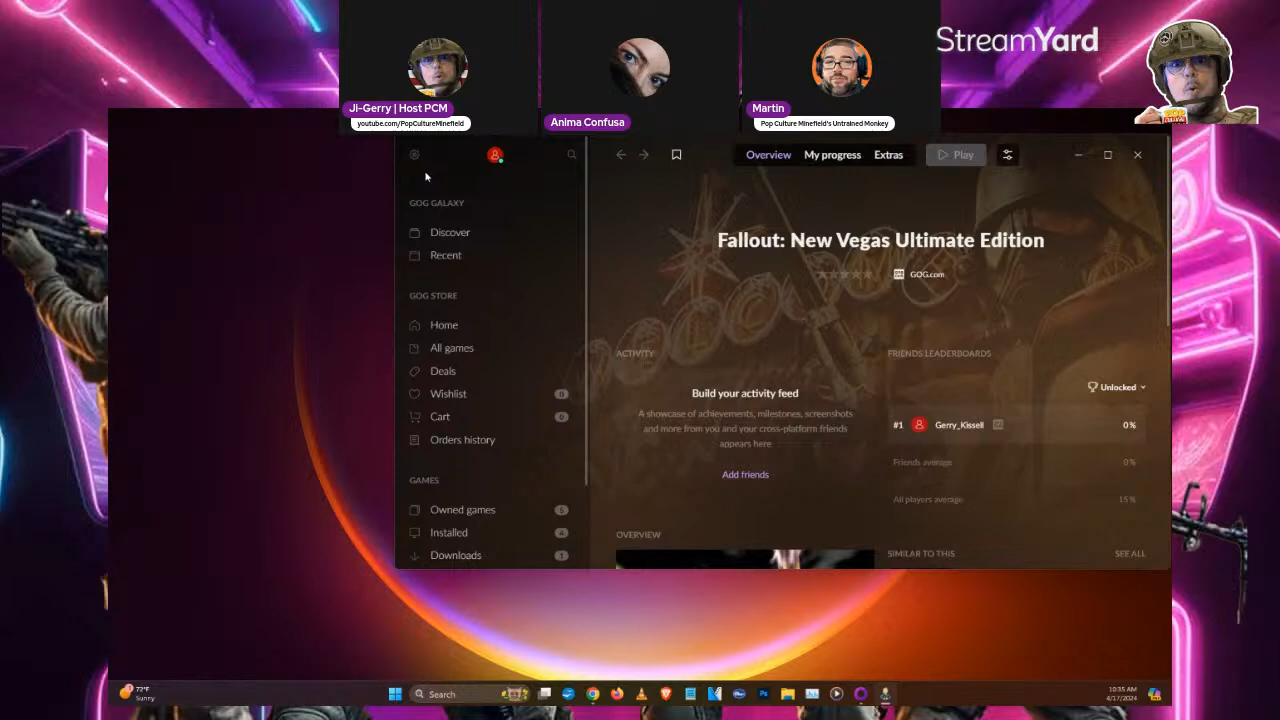 StreamYard
Ji-Gerry | Host PCM
youtube.com/PopCultureMinefield
Anima Confusa
Martin
Pop Culture Minefield's Untrained Monkey
Overview
My progress
Extras
Play
GOG GALAXY
Discover
Recent
GOG STORE
Home
All games
Deals
Wishlist
0
Cart
0
Orders history
GAMES
Owned games
5
Installed
4
Downloads
1
Fallout: New Vegas Ultimate Edition
GOG.com
ACTIVITY
Build your activity feed
A showcase of achievements, milestones, screenshots
and more from you and your cross-platform friends
appears here
Add friends
FRIENDS LEADERBOARDS
Unlocked
#1 Gerry_Kissell 0%
Friends average 0%
All players average 15%
OVERVIEW
SIMILAR TO THIS
SEE ALL
72°F
Sunny
Search
10:35 AM
4/17/2024